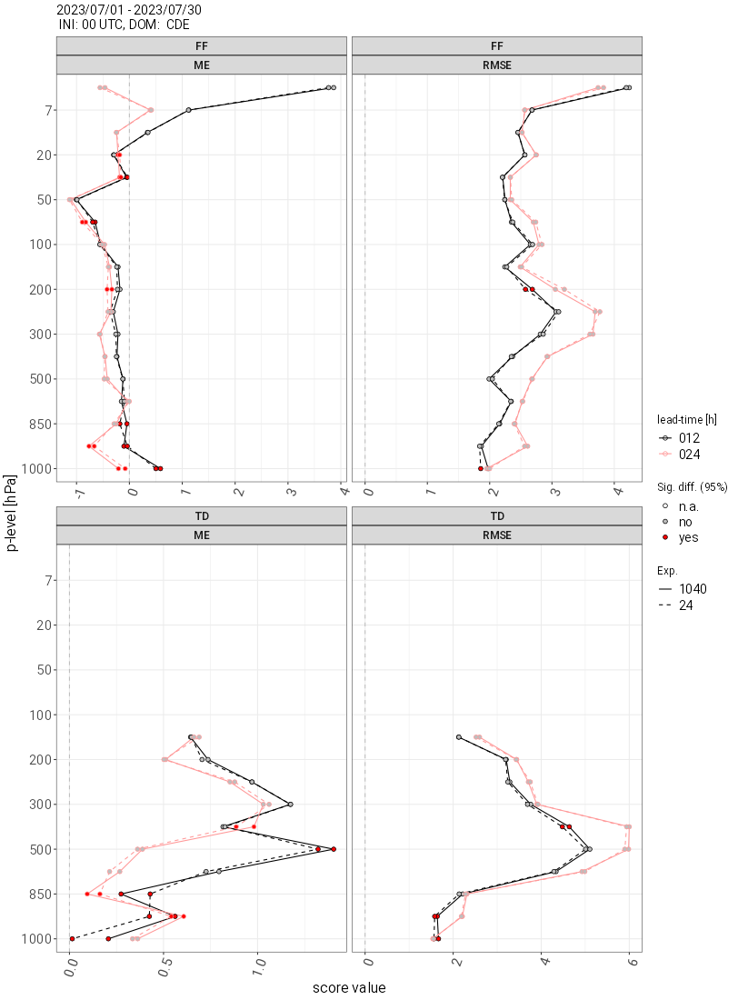 2023/07/01 - 2023/07/30
INI: 00 UTC, DOM: CDE
FF
FF
ME
RMSE
7
20
50
100
200
300
500
850
1000
-1
0
1
2
3
4
0
1
2
3
4
TD
TD
ME
RMSE
7
20
50
100
200
300
500
850
1000
0.0
0.5
1.0
0
2
4
6
p-level [hPa]
score value
lead-time [h]
012
024
Sig. diff. (95%)
n.a.
no
yes
Exp.
1040
24